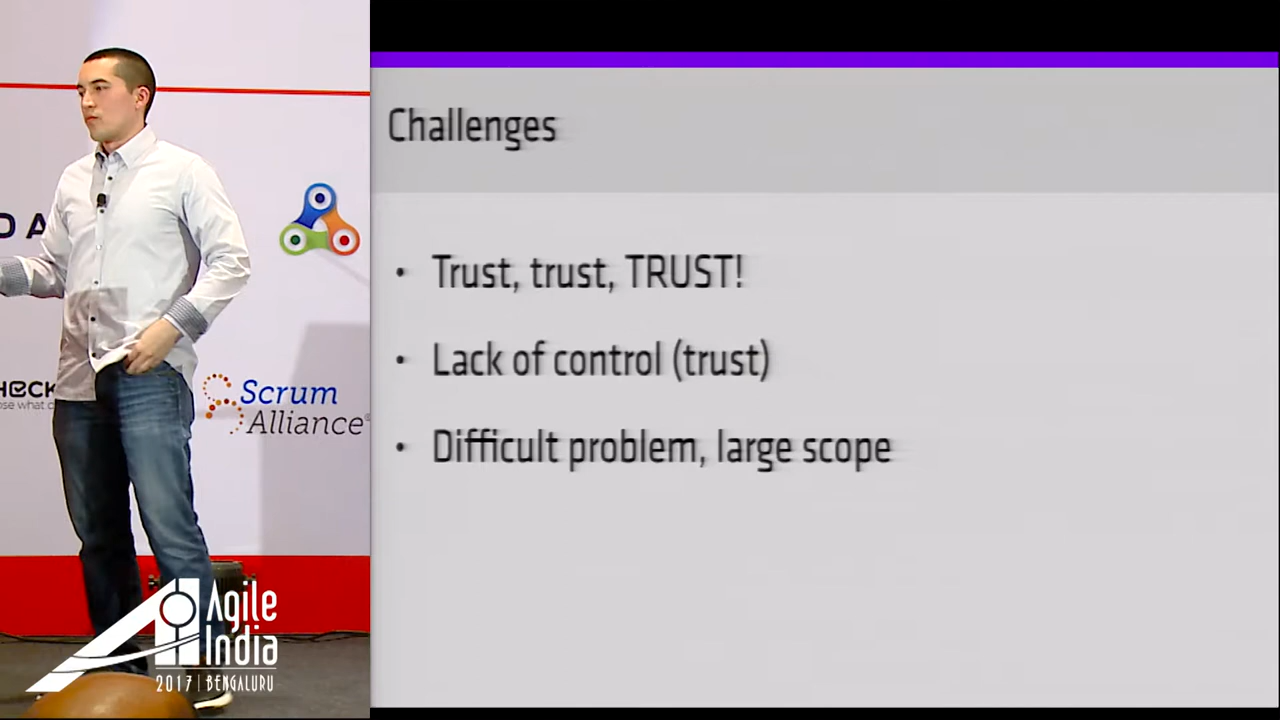 Challenges
• Trust, trust, TRUST!
• Lack of control (trust)
• Difficult problem, large scope
Scrum
Alliance®
Agile
India
2017 | BENGALURU